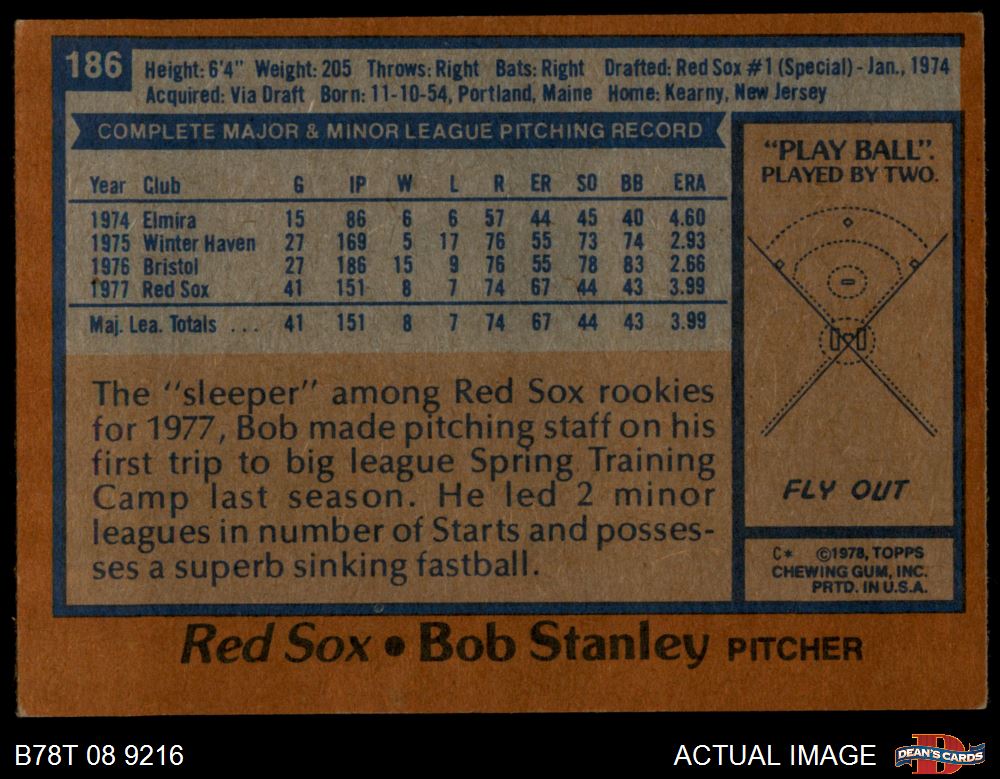 186
Height: 6'4" Weight: 205 Throws: Right Bats: Right Drafted: Red Sox #1 (Special) - Jan., 1974
Acquired: Via Draft Born: 11-10-54, Portland, Maine Home: Kearny, New Jersey
COMPLETE MAJOR & MINOR LEAGUE PITCHING RECORD
Year Club G IP W L R ER SO BB ERA
1974 Elmira 15 86 6 6 57 44 45 40 4.60
1975 Winter Haven 27 169 5 17 76 55 73 74 2.93
1976 Bristol 27 186 15 9 76 55 78 83 2.66
1977 Red Sox 41 151 8 7 74 67 44 43 3.99
Maj. Lea. Totals ... 41 151 8 7 74 67 44 43 3.99
The "sleeper" among Red Sox rookies
for 1977, Bob made pitching staff on his
first trip to big league Spring Training
Camp last season. He led 2 minor
leagues in number of Starts and posses-
ses a superb sinking fastball.
"PLAY BALL".
PLAYED BY TWO.
FLY OUT
C* ©1978, TOPPS
CHEWING GUM, INC.
PRTD. IN U.S.A.
Red Sox • Bob Stanley PITCHER
B78T 08 9216
ACTUAL IMAGE
D
DEAN'S CARDS